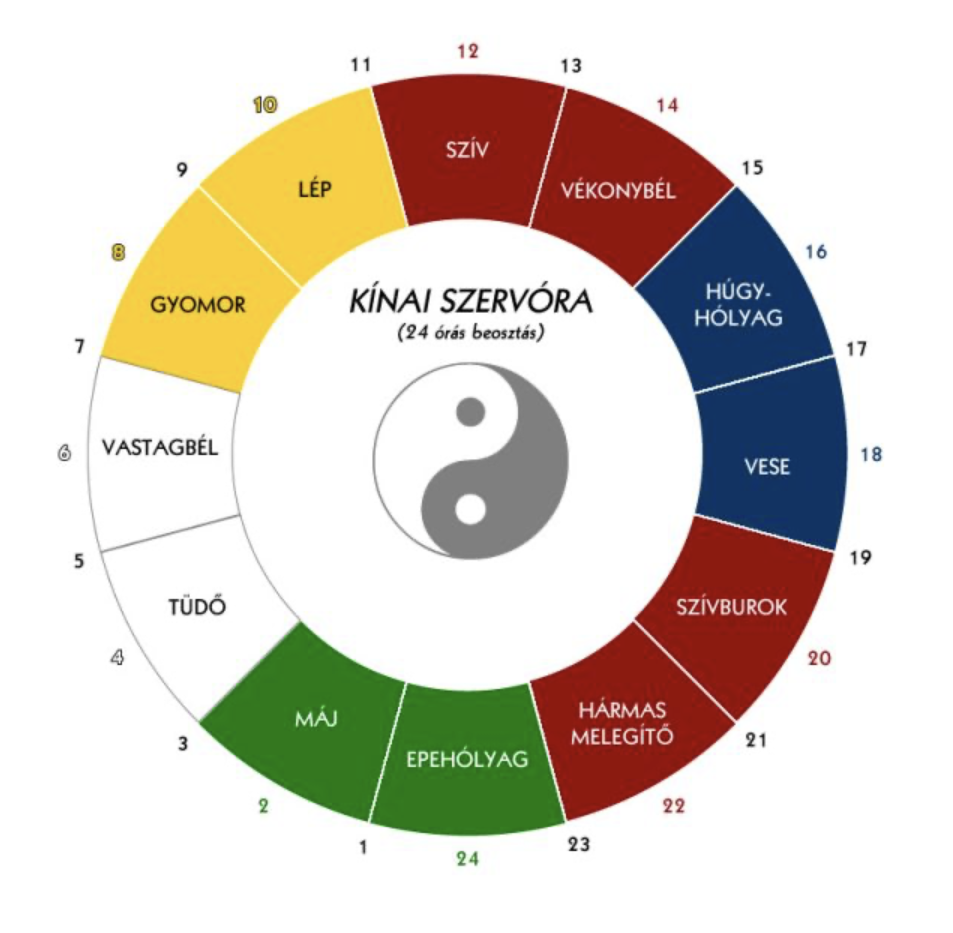 12
11
13
10
14
SZÍV
9
15
LÉP
VÉKONYBÉL
8
16
GYOMOR
HÚGY-
HÓLYAG
KÍNAI SZERVÓRA
(24 órás beosztás)
7
17
6
VASTAGBÉL
VESE
18
5
19
TÜDŐ
SZÍVBUROK
4
20
MÁJ
HÁRMAS
MELEGÍTŐ
3
21
EPEHÓLYAG
2
22
1
23
24